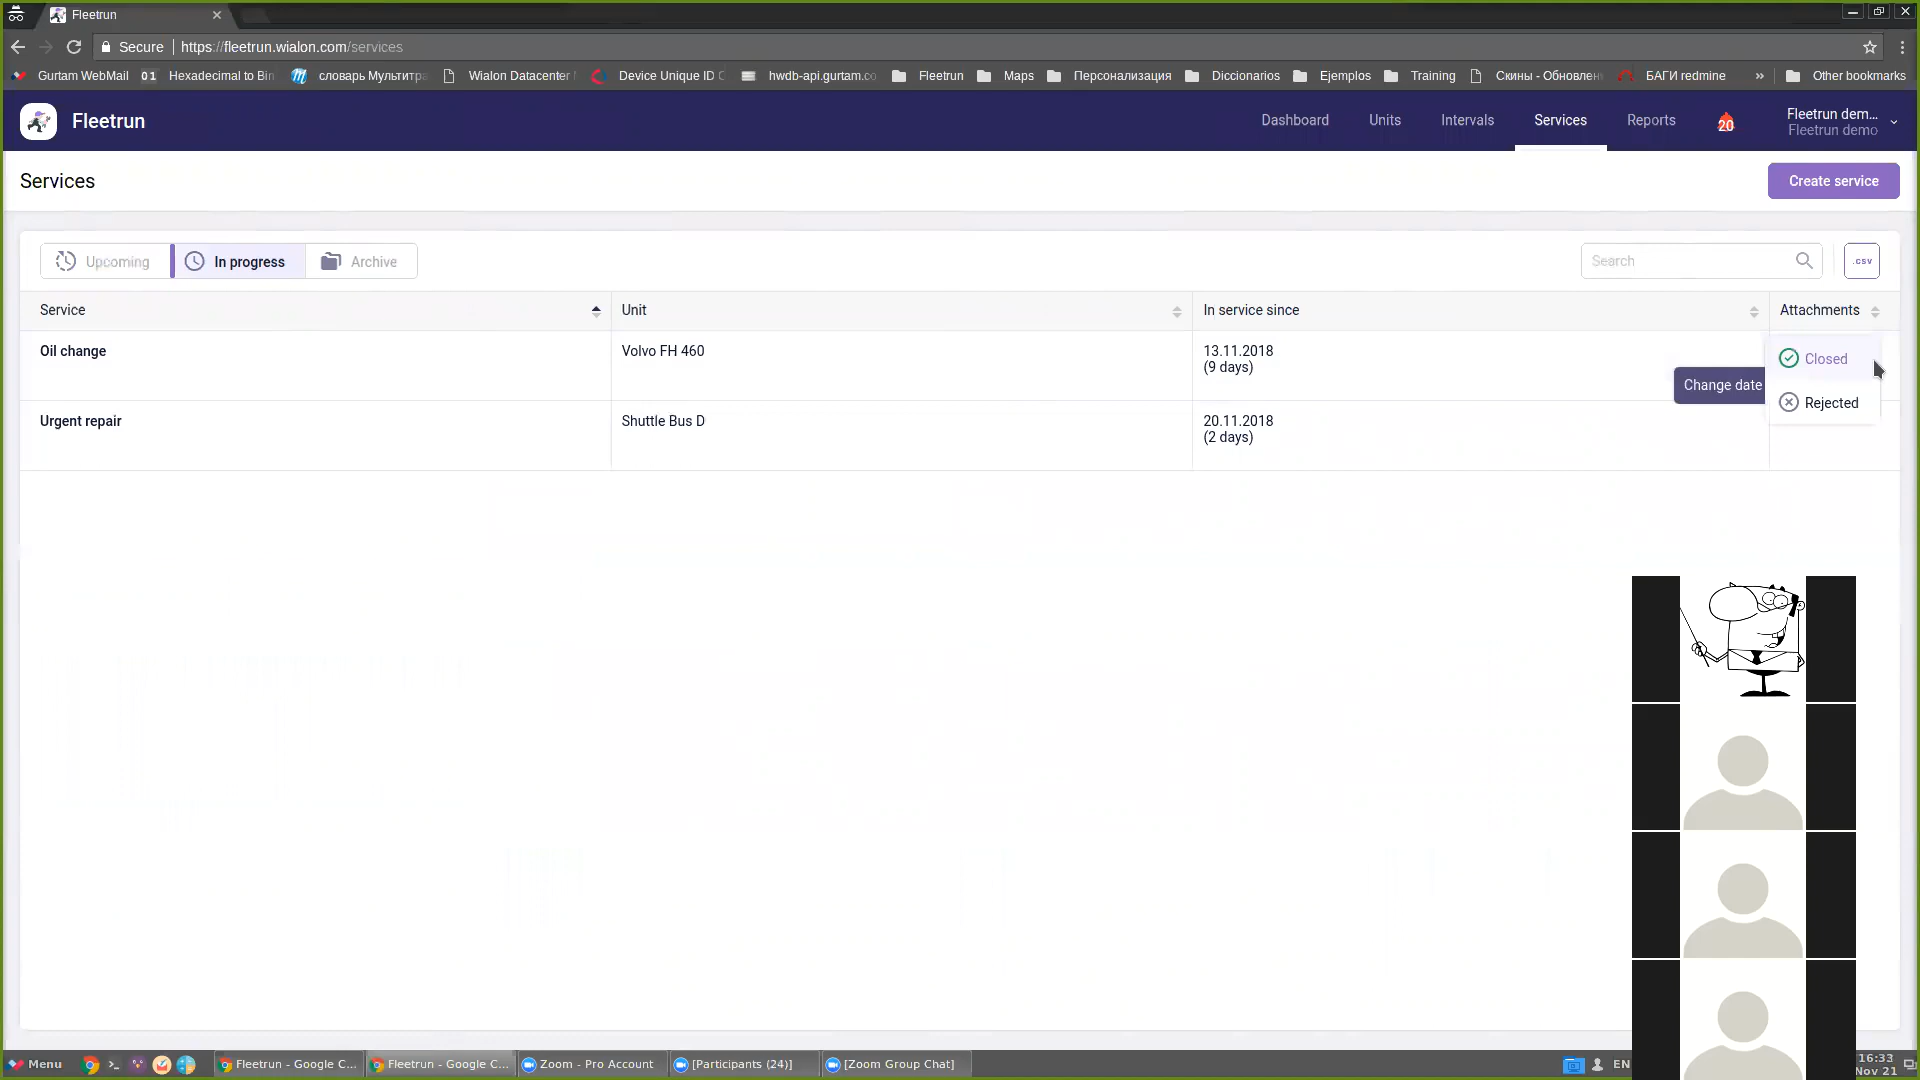 Fleetrun
Secure
https://fleetrun.wialon.com/services
Gurtam WebMail
01
Hexadecimal to Bin
словарь Мультитра
Wialon Datacenter
Device Unique ID
hwdb-api.gurtam.co
Fleetrun
Maps
Персонализация
Diccionarios
Ejemplos
Training
Скины - Обновлен
БАГИ redmine
»
Other bookmarks
Fleetrun
Dashboard
Units
Intervals
Services
Reports
20
Fleetrun dem...
Fleetrun demo
Services
Create service
Upcoming
In progress
Archive
Search
.csv
Service
Unit
In service since
Attachments
Oil change
Volvo FH 460
13.11.2018
(9 days)
Closed
Change date
Rejected
Urgent repair
Shuttle Bus D
20.11.2018
(2 days)
Menu
Fleetrun - Google C...
Fleetrun - Google C...
Zoom - Pro Account
[Participants (24)]
[Zoom Group Chat]
EN
16:33
Nov 21